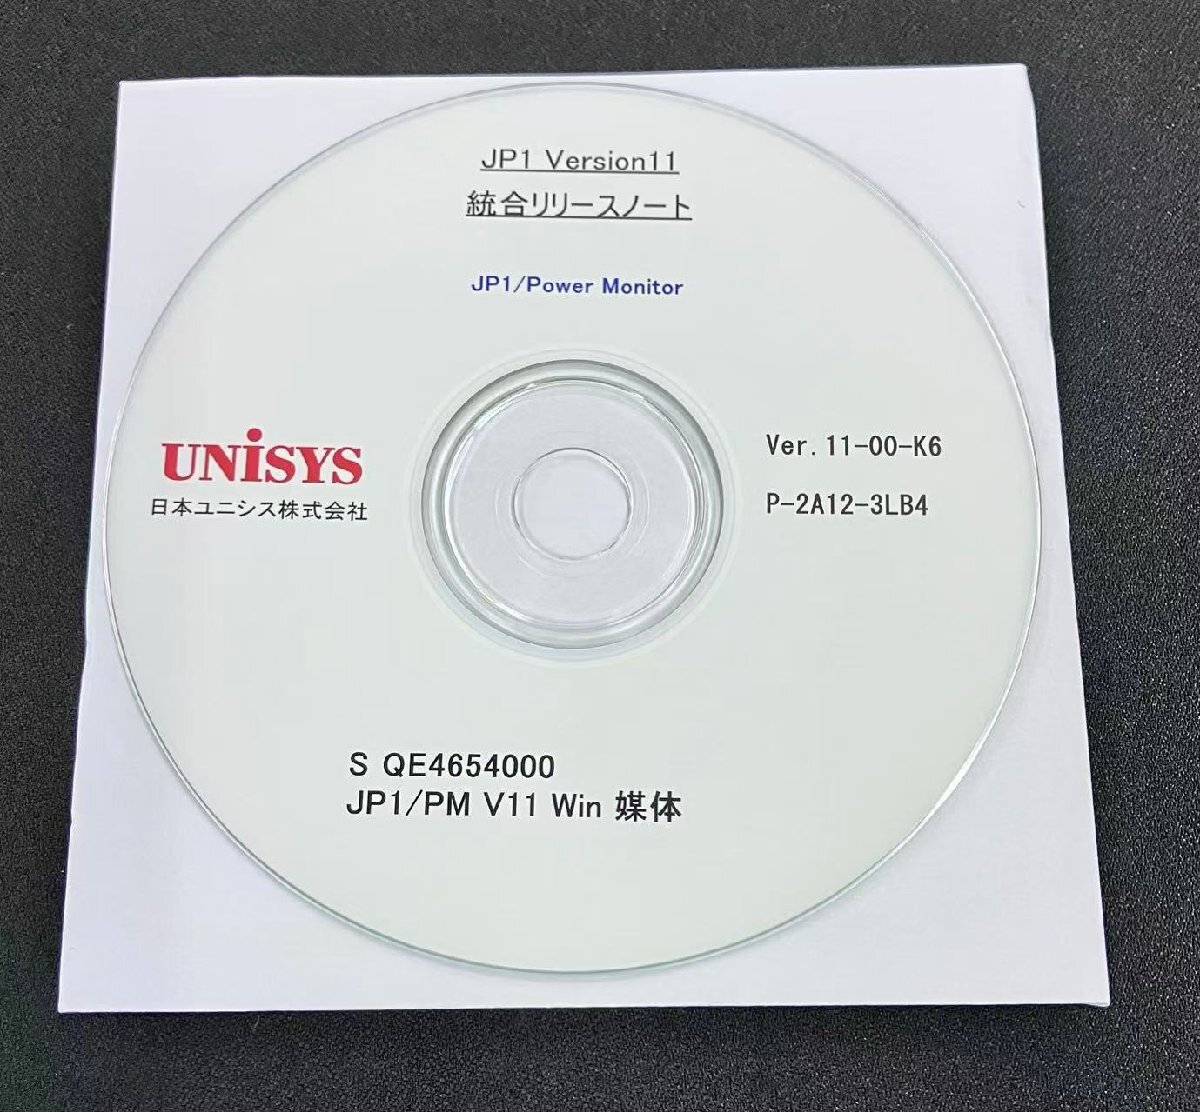 JP1 Version11
統合リリースノート
JP1/Power Monitor
UNiSYS
日本ユニシス株式会社
Ver. 11-00-K6
P-2A12-3LB4
S QE4654000
JP1/PM V11 Win 媒体